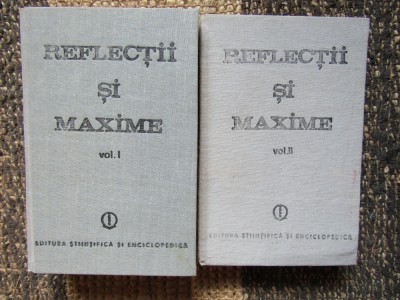 REFLECȚii
Și
MAXiME
vol. I
EDITURA ȘTIINȚIFICĂ ȘI ENCICLOPEDICĂ
REFLECȚii
Și
MAXiME
vol. II
EDITURA ȘTIINȚIFICĂ ȘI ENCICLOPEDICĂ